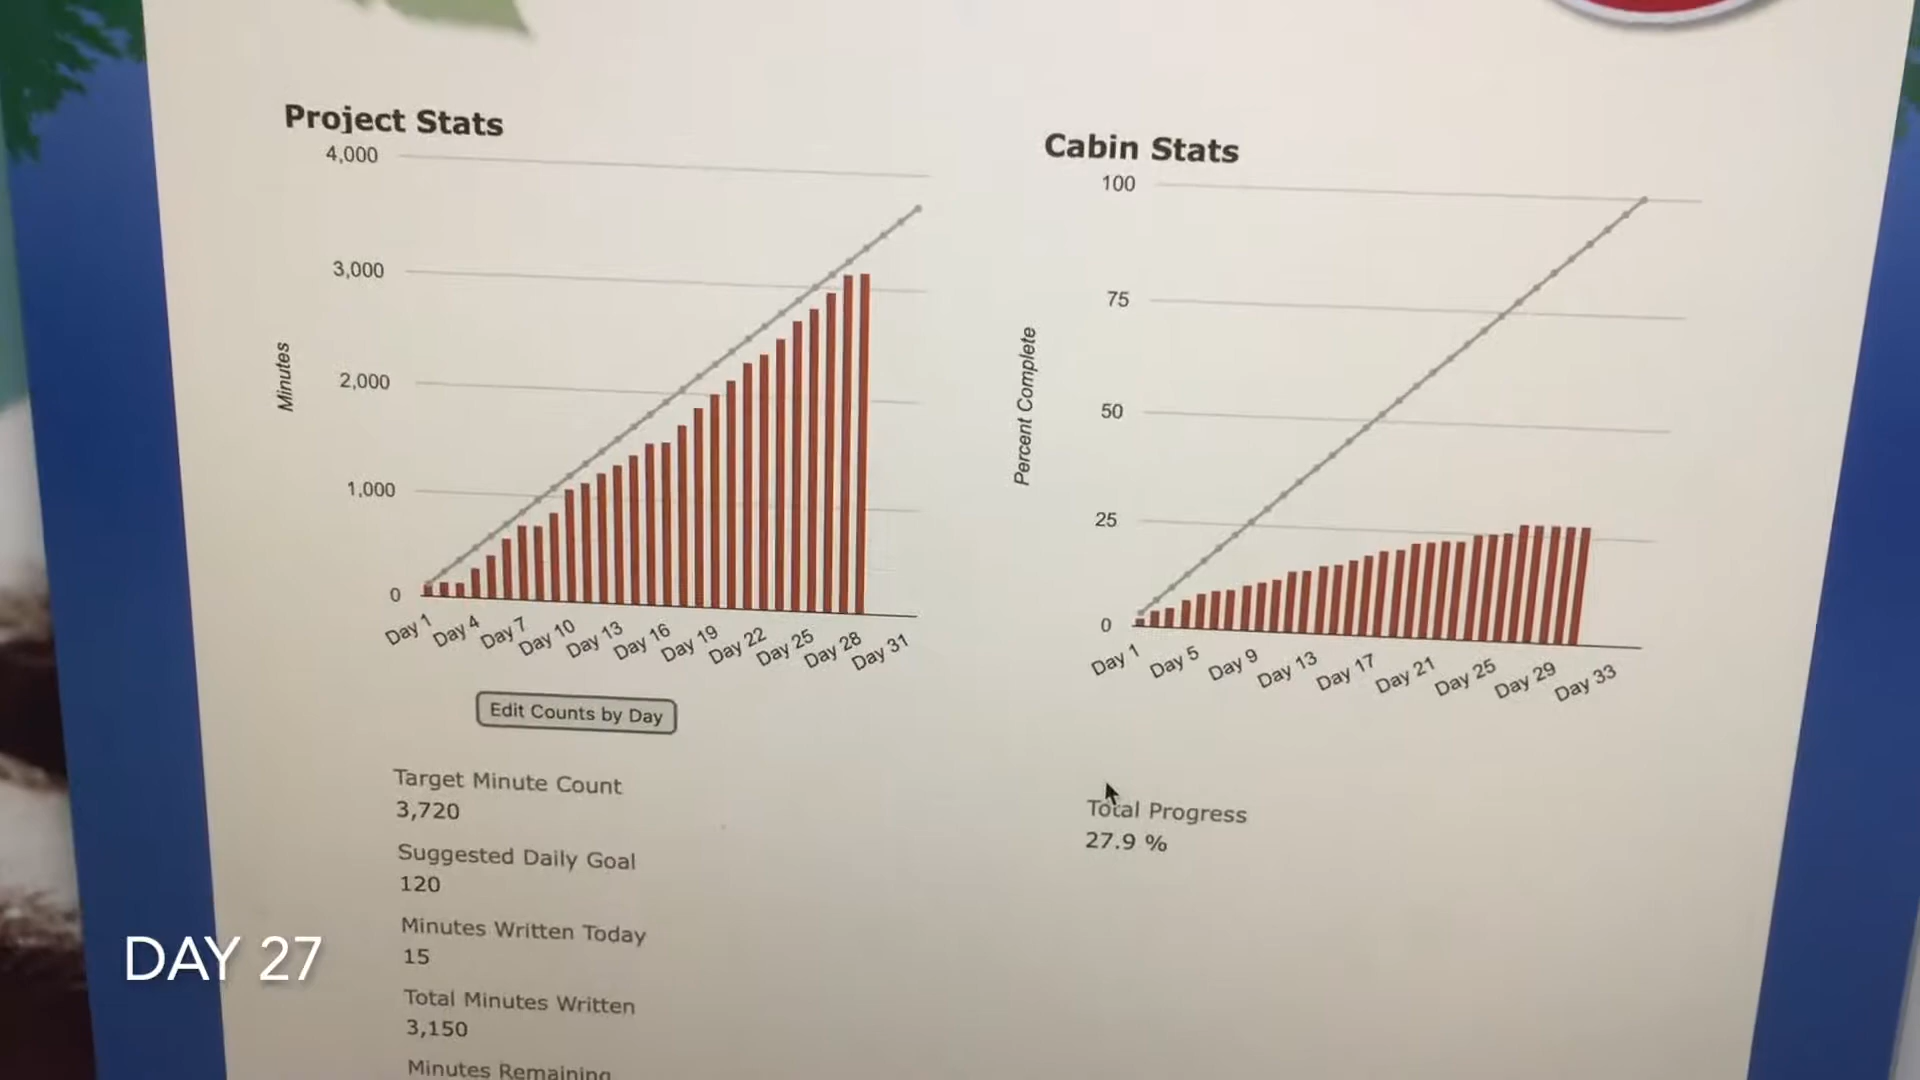 Project Stats
4,000
3,000
2,000
1,000
0
Minutes
Day 1
Day 4
Day 7
Day 10
Day 13
Day 16
Day 19
Day 22
Day 25
Day 28
Day 31
Edit Counts by Day
Target Minute Count
3,720
Suggested Daily Goal
120
Minutes Written Today
15
Total Minutes Written
3,150
Minutes Remaining
Cabin Stats
100
75
50
25
0
Percent Complete
Day 1
Day 5
Day 9
Day 13
Day 17
Day 21
Day 25
Day 29
Day 33
Total Progress
27.9 %
DAY 27